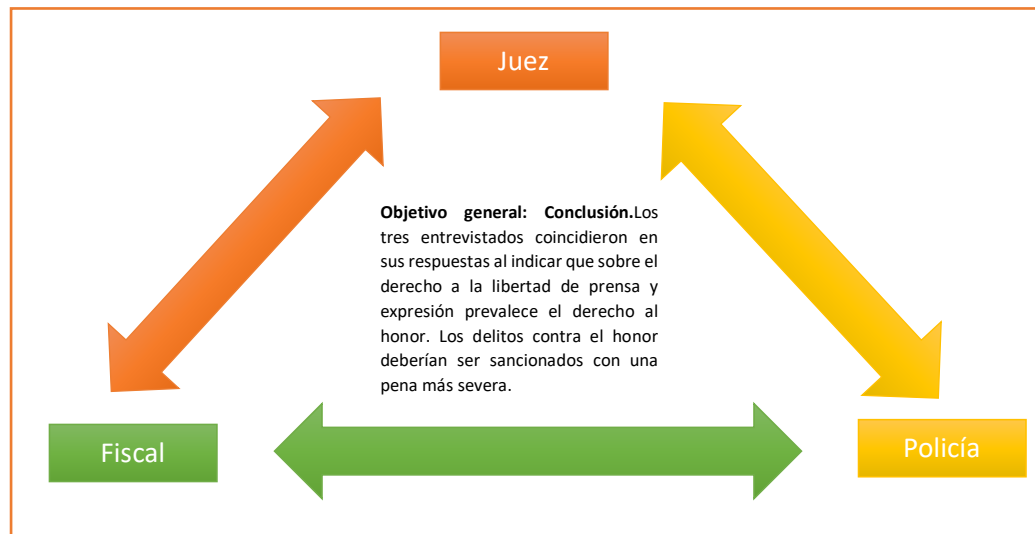 Juez
Objetivo general: Conclusión.Los
tres entrevistados coincidieron en
sus respuestas al indicar que sobre el
derecho a la libertad de prensa y
expresión prevalece el derecho al
honor. Los delitos contra el honor
deberían ser sancionados con una
pena más severa.
Fiscal
Policía